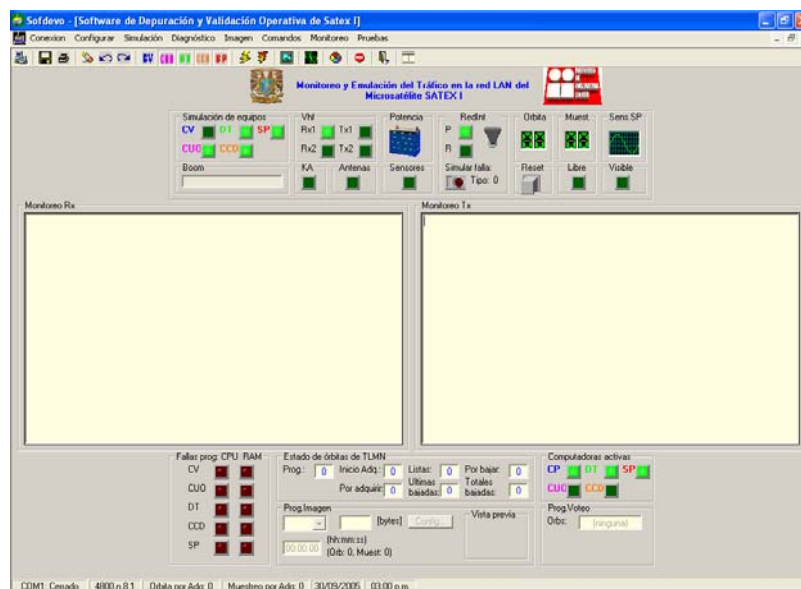 Sofdevo - [Software de Depuración y Validación Operativa de Satex I]
Conexion Configurar Simulación Diagnóstico Imagen Comandos Monitoreo Pruebas
Monitoreo y Emulación del Tráfico en la red LAN del
Microsatélite SATEX I
Simulación de equipos Vhf Potencia RedInt Orbita Muest. Sens SP
CV DT SP Rx1 Tx1 P
CUO CCD Rx2 Tx2 R
Boom KA Antenas Sensores Simular falla: Reset Libre Visible
Tipo: 0
Monitoreo Rx Monitoreo Tx
Fallas prog: CPU RAM Estado de órbitas de TLMN Computadoras activas
CV Prog.: 0 Inicio Adq.: 0 Listas: 0 Por bajar: 0 CP DT SP
CUO Por adquirir: 0 Ultimas bajadas: 0 Totales bajadas: 0 CUO CCD
DT Prog.Imagen Vista previa Prog.Voteo
CCD [bytes] Config... Orbs: (ninguna)
SP 00:00:00 (hh:mm:ss)
(Orb: 0, Muest: 0)
COM1: Cerrado 4800,n,8,1 Orbita por Adq: 0 Muestreo por Adq: 0 30/09/2005 03:00 p.m.